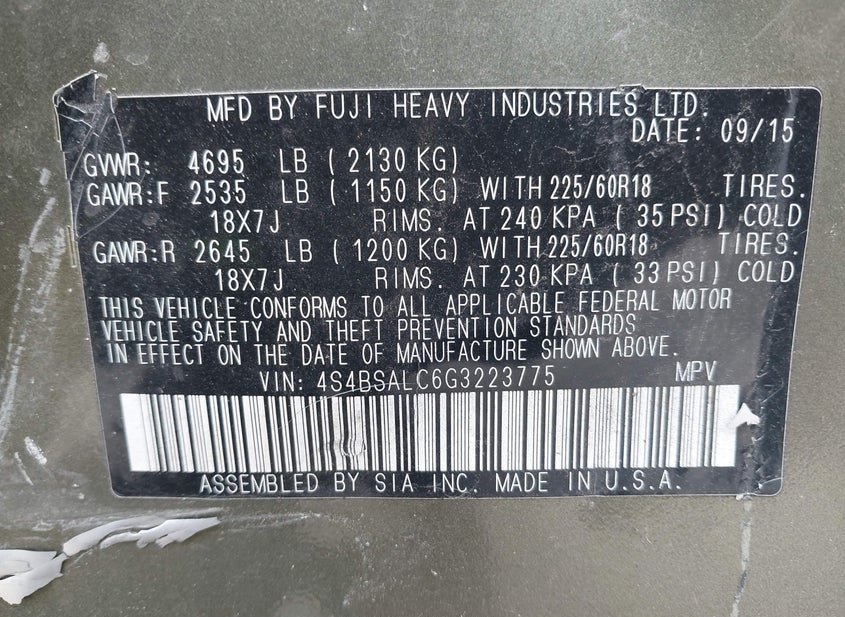 MFD BY FUJI HEAVY INDUSTRIES LTD.
DATE: 09/15
GVWR: 4695 LB ( 2130 KG)
GAWR:F 2535 LB ( 1150 KG) WITH 225/60R18 TIRES.
18X7J RIMS. AT 240 KPA ( 35 PSI) COLD
GAWR:R 2645 LB ( 1200 KG) WITH 225/60R18 TIRES.
18X7J RIMS. AT 230 KPA ( 33 PSI) COLD
THIS VEHICLE CONFORMS TO ALL APPLICABLE FEDERAL MOTOR
VEHICLE SAFETY AND THEFT PREVENTION STANDARDS
IN EFFECT ON THE DATE OF MANUFACTURE SHOWN ABOVE.
VIN: 4S4BSALC6G3223775 MPV
ASSEMBLED BY SIA INC. MADE IN U.S.A.